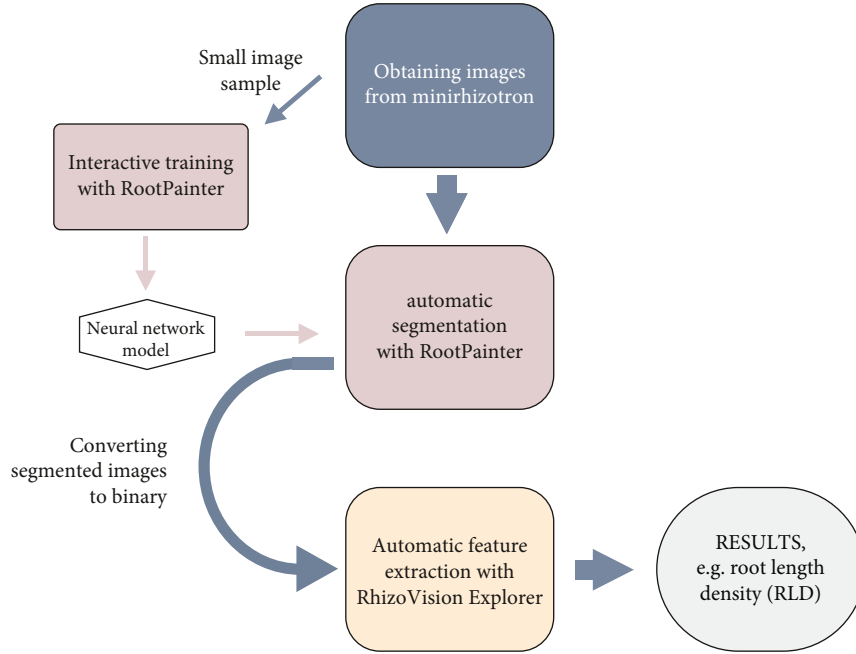 Small image
sample
Obtaining images
from minirhizotron
Interactive training
with RootPainter
automatic
segmentation
with RootPainter
Neural network
model
Converting
segmented images
to binary
Automatic feature
extraction with
RhizoVision Explorer
RESULTS,
e.g. root length
density (RLD)